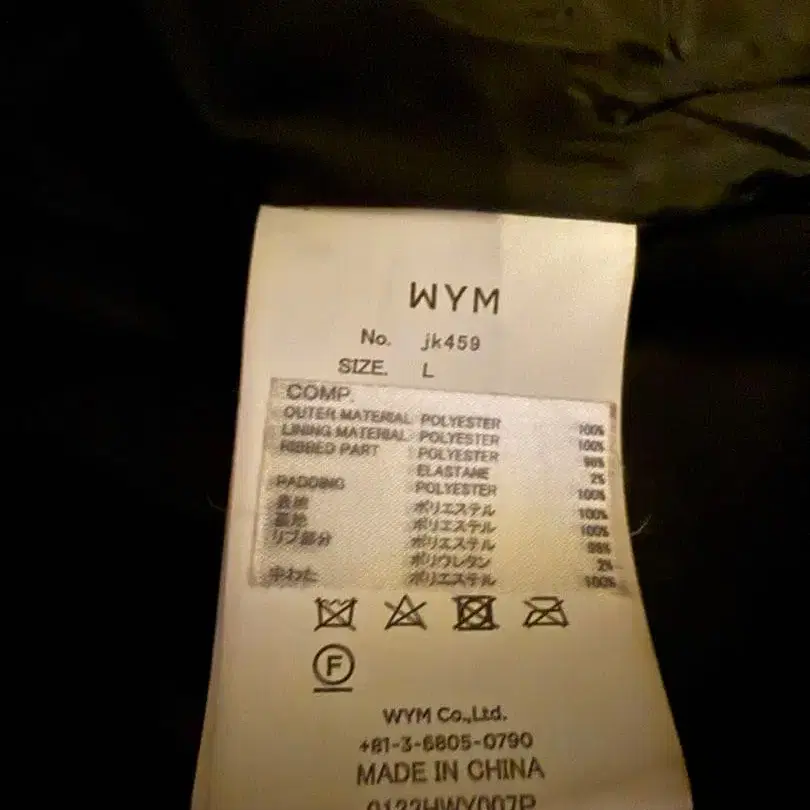 WYM
No. jk459
SIZE. L
COMP.
OUTER MATERIAL POLYESTER 100%
LINING MATERIAL POLYESTER 100%
RIBBED PART POLYESTER 98%
ELASTANE 2%
PADDING POLYESTER 100%
表地 ポリエステル 100%
裏地 ポリエステル 100%
リブ部分 ポリエステル 98%
ポリウレタン 2%
中わた ポリエステル 100%
F
WYM Co.,Ltd.
+81-3-6805-0790
MADE IN CHINA
0122HWY007P